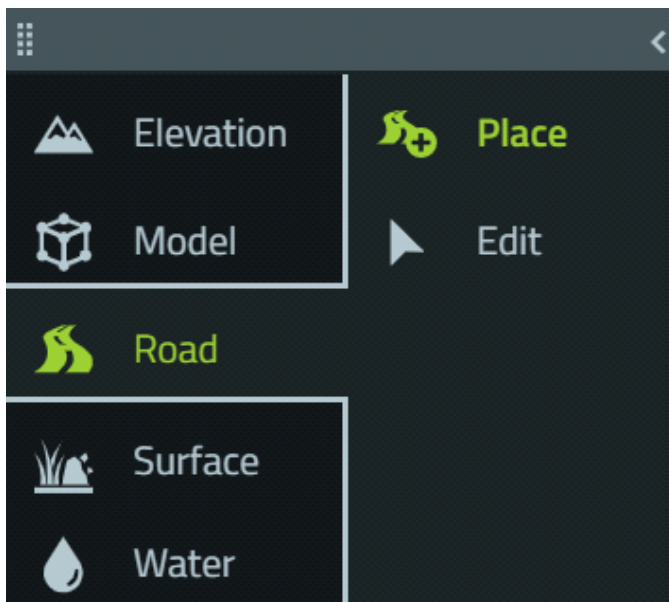 Elevation
Model
Road
Surface
Water
Place
Edit